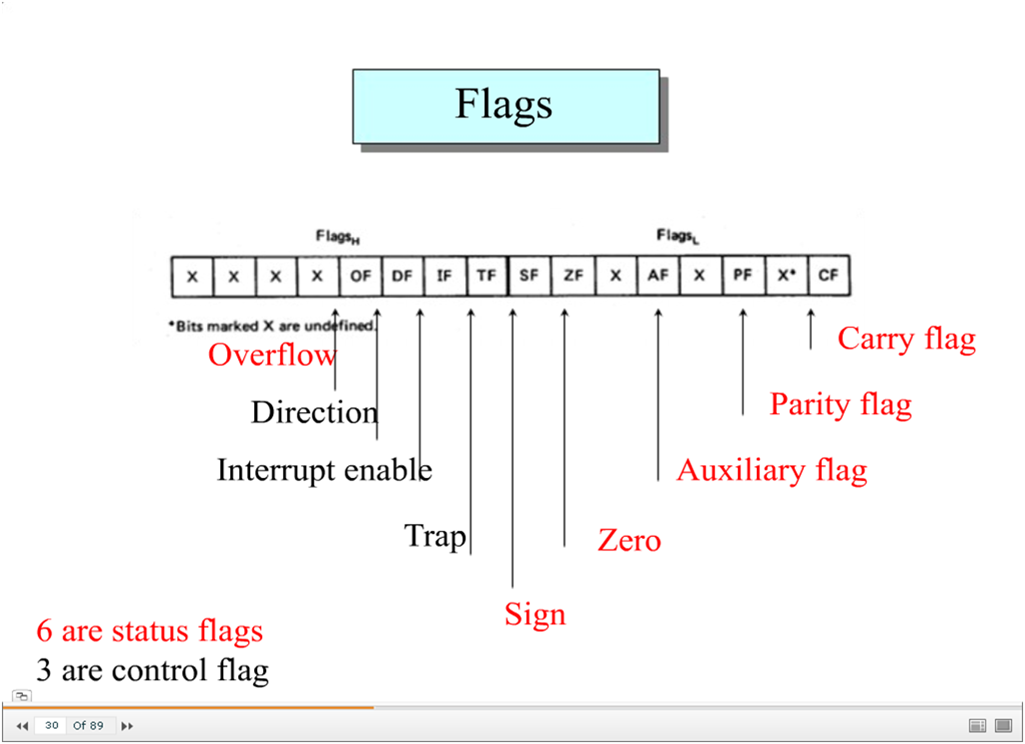 Flags
FlagsH FlagsL
X X X X OF DF IF TF SF ZF X AF X PF X* CF
*Bits marked X are undefined.
Overflow
Carry flag
Direction
Parity flag
Interrupt enable
Auxiliary flag
Trap
Zero
Sign
6 are status flags
3 are control flag
30 Of 89